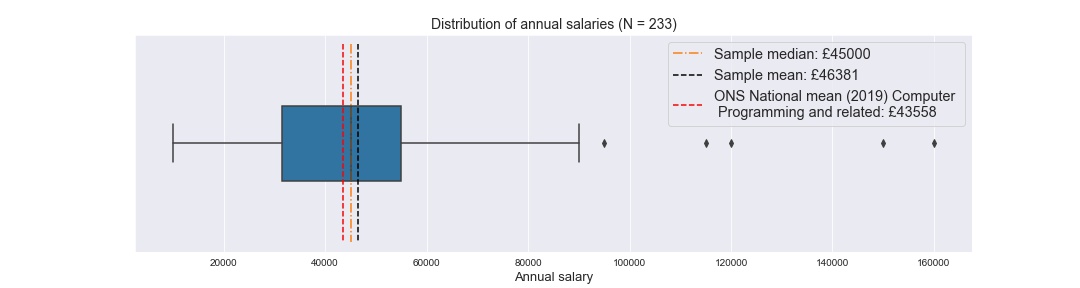 Distribution of annual salaries (N = 233)
Sample median: £45000
Sample mean: £46381
ONS National mean (2019) Computer
Programming and related: £43558
20000 40000 60000 80000 100000 120000 140000 160000
Annual salary